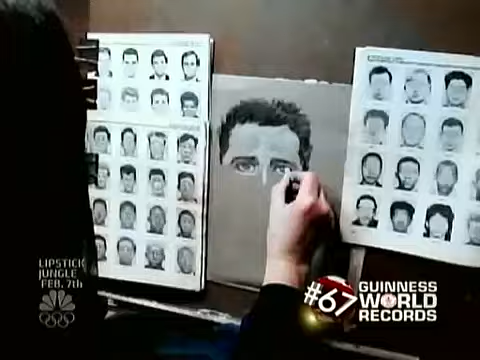 LIPSTICK
JUNGLE
FEB. 7th
#67
GUINNESS
WORLD
RECORDS